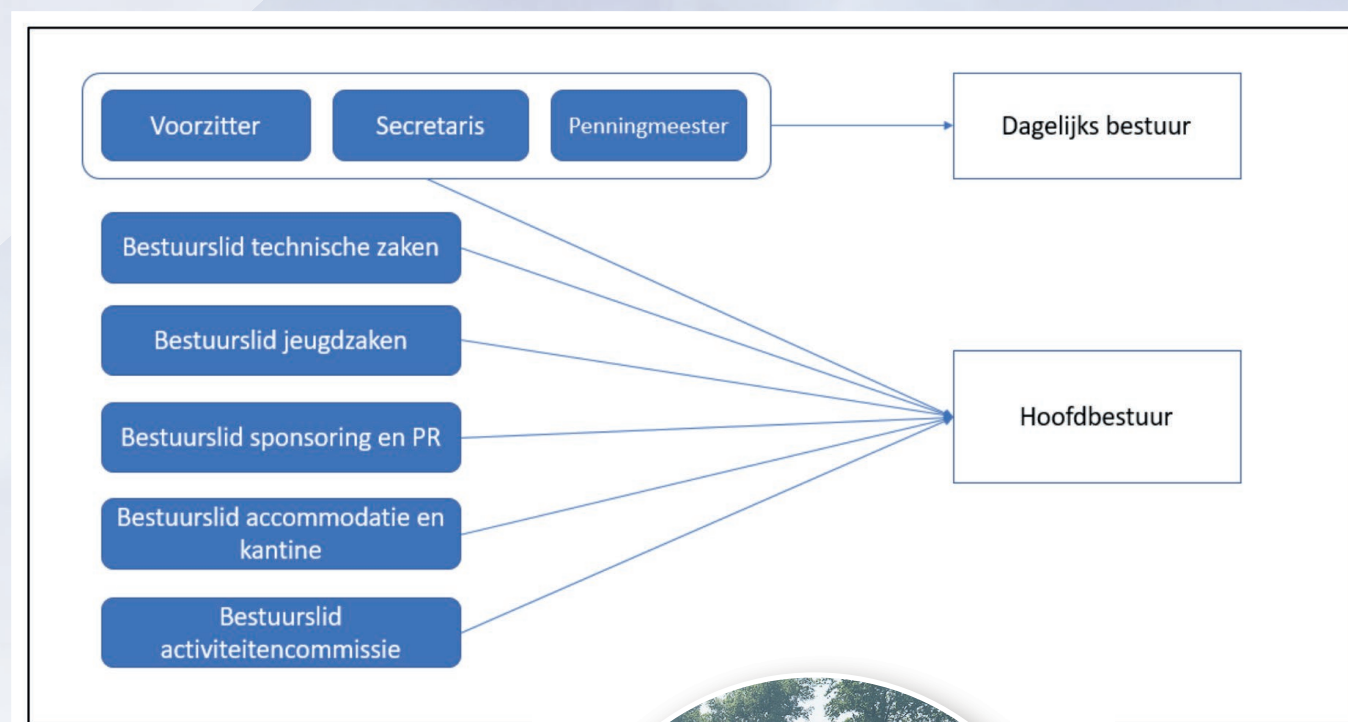 Voorzitter
Secretaris
Penningmeester
Dagelijks bestuur
Bestuurslid technische zaken
Bestuurslid jeugdzaken
Bestuurslid sponsoring en PR
Bestuurslid accommodatie en
kantine
Bestuurslid
activiteitencommissie
Hoofdbestuur